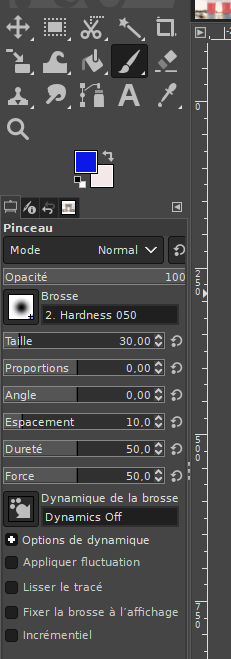 Pinceau
Mode Normal
Opacité 100
Brosse
2. Hardness 050
Taille 30,00
Proportions 0,00
Angle 0,00
Espacement 10,0
Dureté 50,0
Force 50,0
Dynamique de la brosse
Dynamics Off
Options de dynamique
Appliquer fluctuation
Lisser le tracé
Fixer la brosse à l'affichage
Incrémentiel
0
250
500
750